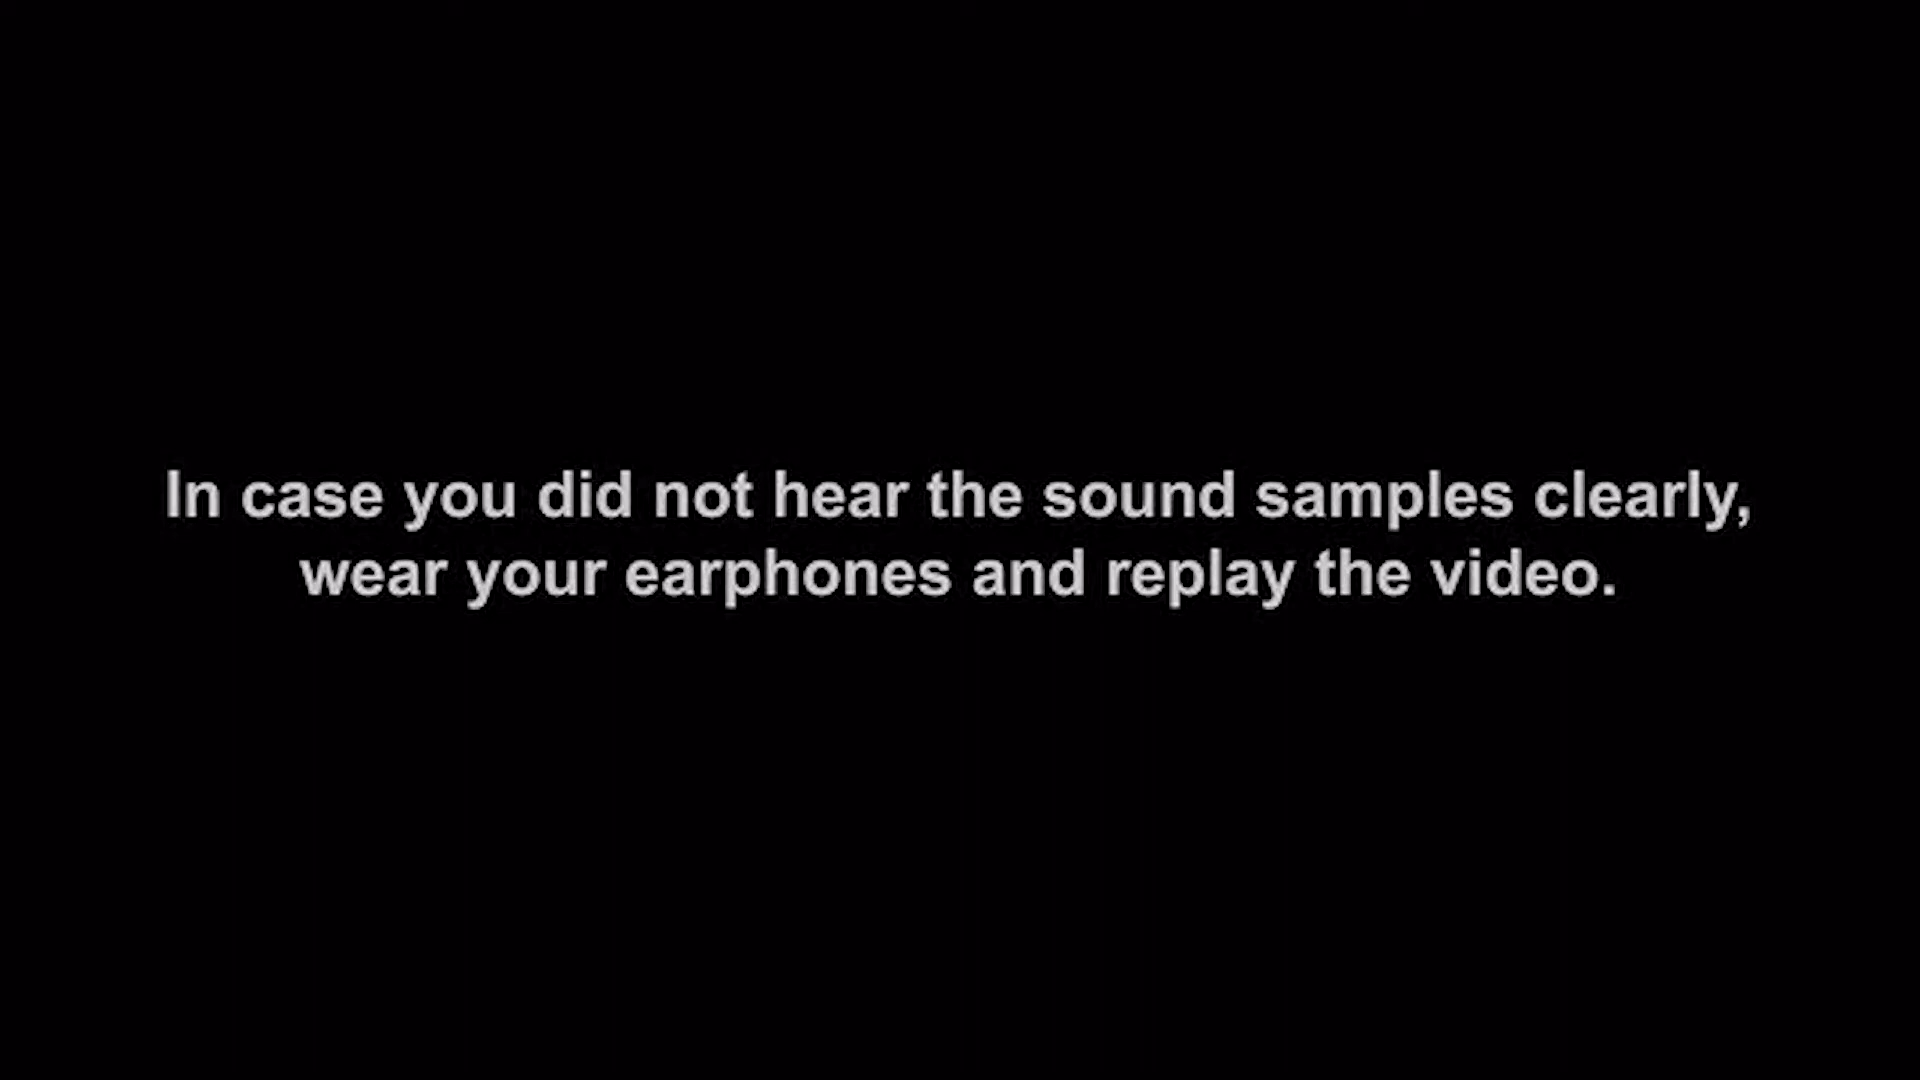 In case you did not hear the sound samples clearly,
wear your earphones and replay the video.